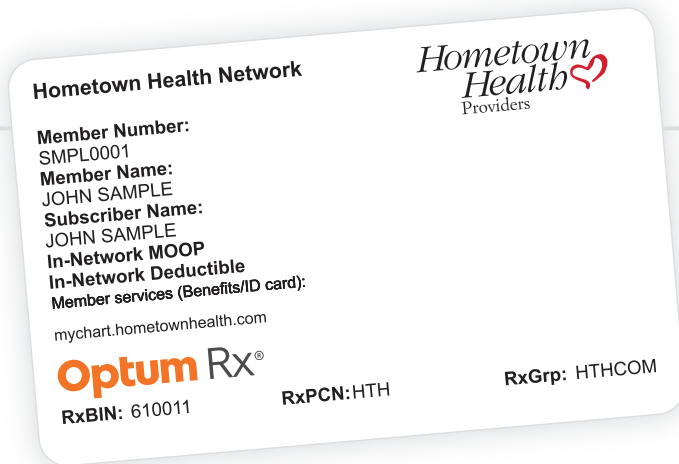 Hometown Health Network
Hometown
Health
Providers
Member Number:
SMPL0001
Member Name:
JOHN SAMPLE
Subscriber Name:
JOHN SAMPLE
In-Network MOOP
In-Network Deductible
Member services (Benefits/ID card):
mychart.hometownhealth.com
Optum Rx®
RxBIN: 610011 RxPCN:HTH RxGrp: HTHCOM